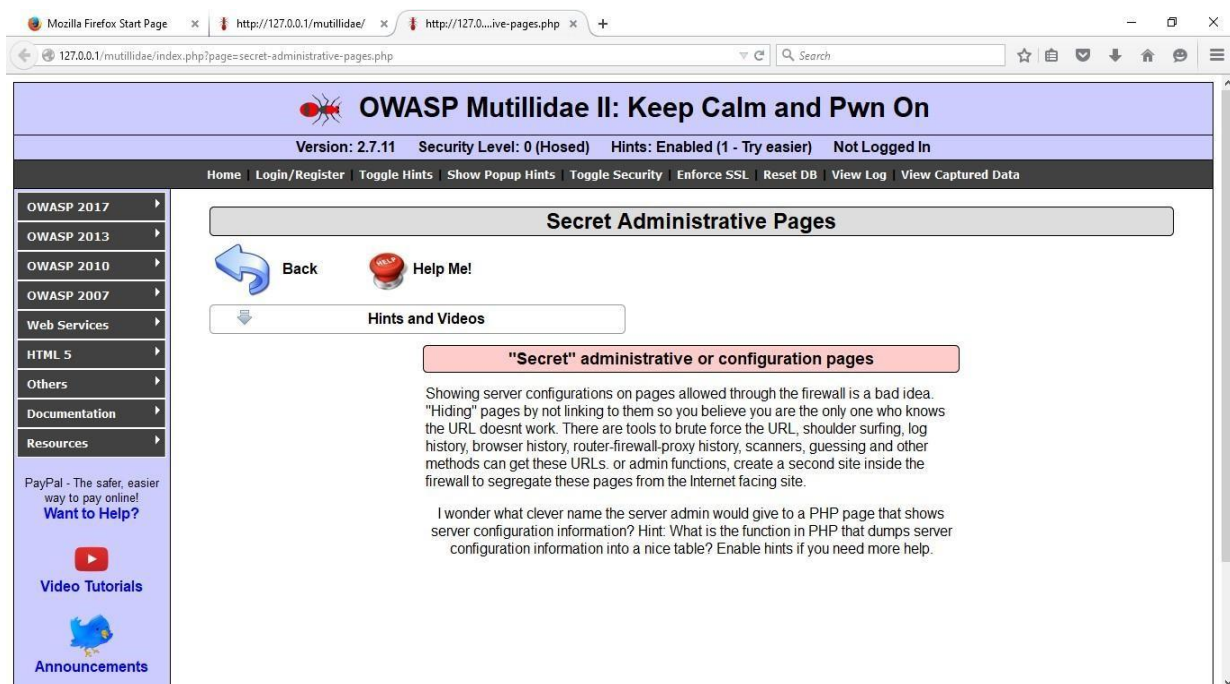 Mozilla Firefox Start Page
http://127.0.0.1/mutillidae/
http://127.0....ive-pages.php
127.0.0.1/mutillidae/index.php?page=secret-administrative-pages.php
Search
OWASP Mutillidae II: Keep Calm and Pwn On
Version: 2.7.11 Security Level: 0 (Hosed) Hints: Enabled (1 - Try easier) Not Logged In
Home | Login/Register | Toggle Hints | Show Popup Hints | Toggle Security | Enforce SSL | Reset DB | View Log | View Captured Data
OWASP 2017
OWASP 2013
OWASP 2010
OWASP 2007
Web Services
HTML 5
Others
Documentation
Resources
PayPal - The safer, easier
way to pay online!
Want to Help?
Video Tutorials
Announcements
Secret Administrative Pages
Back
HELP
Help Me!
Hints and Videos
"Secret" administrative or configuration pages
Showing server configurations on pages allowed through the firewall is a bad idea.
"Hiding" pages by not linking to them so you believe you are the only one who knows
the URL doesnt work. There are tools to brute force the URL, shoulder surfing, log
history, browser history, router-firewall-proxy history, scanners, guessing and other
methods can get these URLs. or admin functions, create a second site inside the
firewall to segregate these pages from the Internet facing site.
I wonder what clever name the server admin would give to a PHP page that shows
server configuration information? Hint: What is the function in PHP that dumps server
configuration information into a nice table? Enable hints if you need more help.